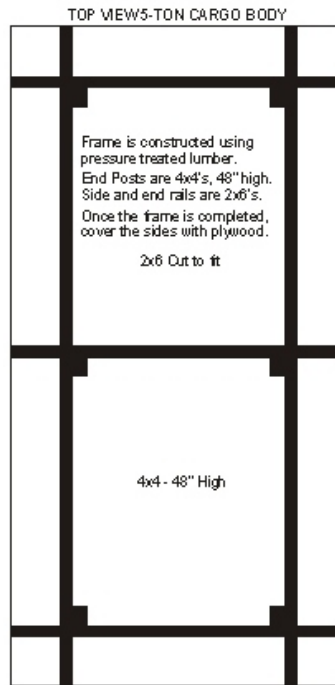 TOP VIEW5-TON CARGO BODY
Frame is constructed using
pressure treated lumber.
End Posts are 4x4's, 48" high.
Side and end rails are 2x6's.
Once the frame is completed,
cover the sides with plywood.
2x6 Cut to fit
4x4 - 48" High